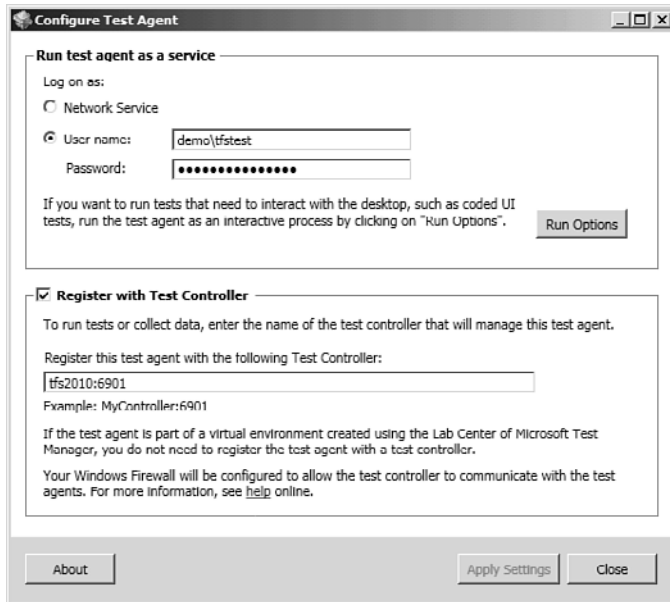 Configure Test Agent
Run test agent as a service
Log on as:
Network Service
User name:
demo\tfstest
Password:
●●●●●●●●●●●●●●●
If you want to run tests that need to interact with the desktop, such as coded UI
tests, run the test agent as an interactive process by clicking on "Run Options".
Run Options
Register with Test Controller
To run tests or collect data, enter the name of the test controller that will manage this test agent.
Register this test agent with the following Test Controller:
tfs2010:6901
Example: MyController:6901
If the test agent is part of a virtual environment created using the Lab Center of Microsoft Test
Manager, you do not need to register the test agent with a test controller.
Your Windows Firewall will be configured to allow the test controller to communicate with the test
agents. For more information, see help online.
About
Apply Settings
Close